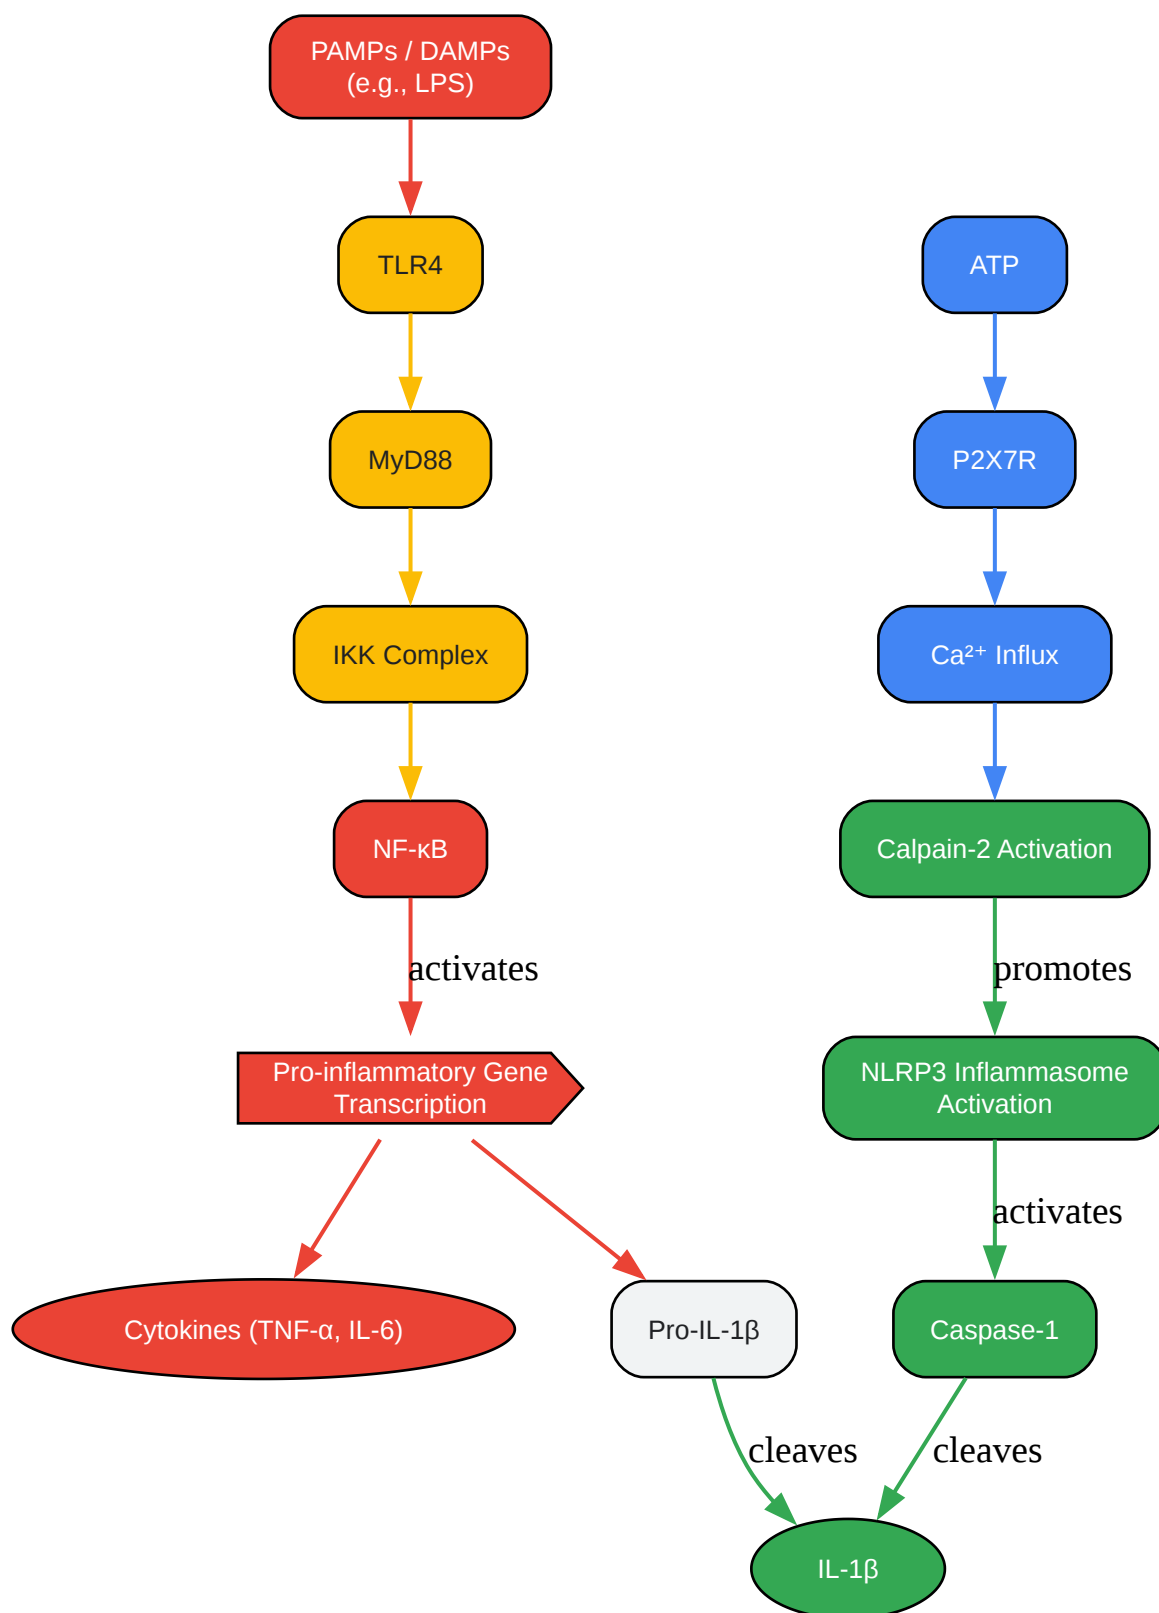 PAMPs / DAMPs
(e.g., LPS)
TLR4
ATP
MyD88
P2X7R
IKK Complex
Ca²⁺ Influx
NF-κB
Calpain-2 Activation
activates
promotes
Pro-inflammatory Gene
Transcription
NLRP3 Inflammasome
Activation
activates
Cytokines (TNF-α, IL-6)
Pro-IL-1β
Caspase-1
cleaves
cleaves
IL-1β